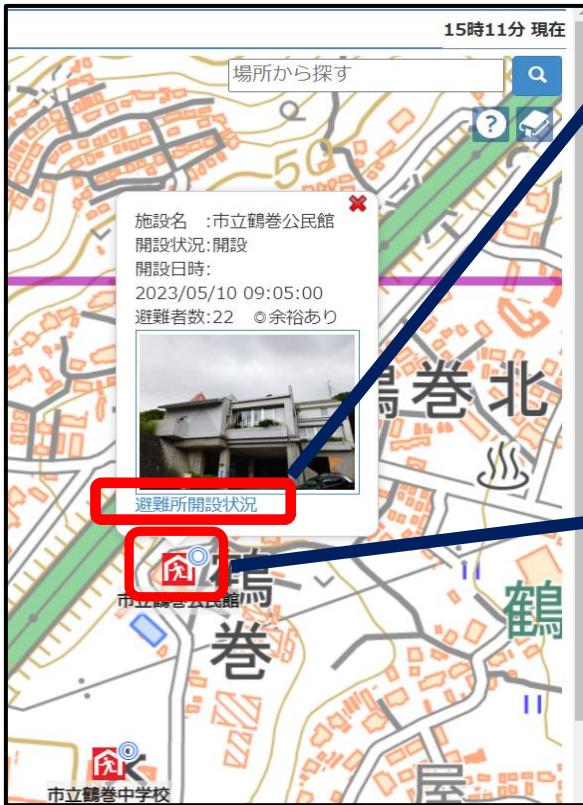 15時11分 現在
場所から探す
?
50
施設名 :市立鶴巻公民館
開設状況:開設
開設日時:
2023/05/10 09:05:00
避難者数:22 ◎余裕あり
避難所開設状況
巻北
市立鶴巻公民館
鶴
巻
鶴
市立鶴巻中学校
屋